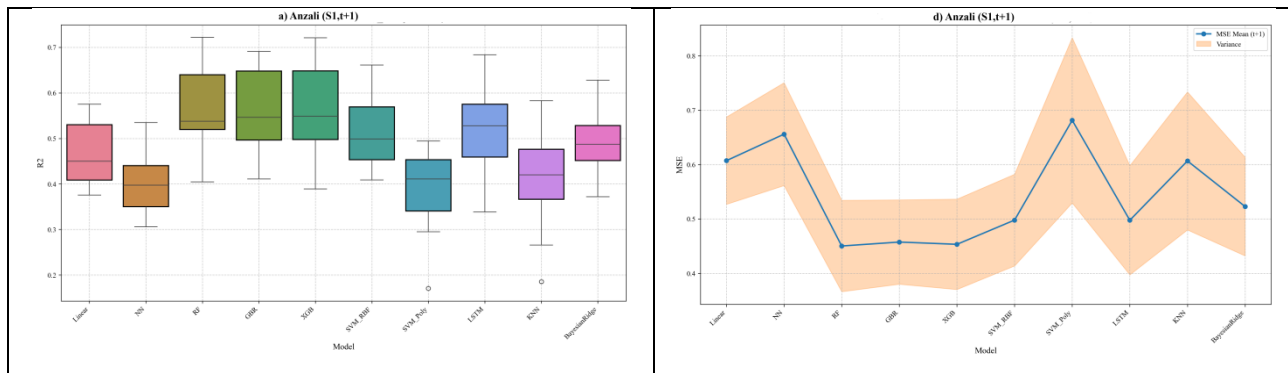 a) Anzali (S1,t+1)
0.7
0.6
0.5
0.4
0.3
0.2
R2
Linear
NN
RF
GBR
XGB
SVM_RBF
SVM_Poly
LSTM
KNN
BayesianRidge
Model
d) Anzali (S1,t+1)
MSE Mean (t+1)
Variance
0.8
0.7
0.6
0.5
0.4
MSE
Linear
NN
RF
GBR
XGB
SVM_RBF
SVM_Poly
LSTM
KNN
BayesianRidge
Model